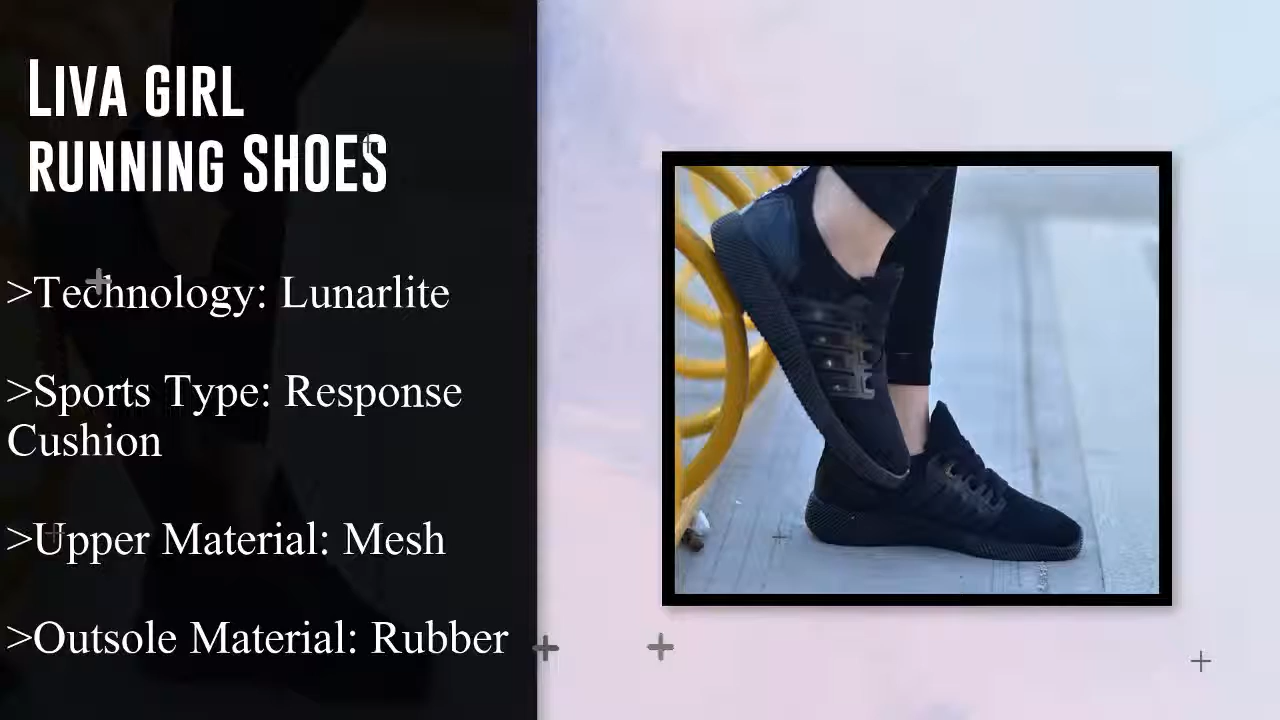 LIVA GIRL
RUNNING SHOES
>Technology: Lunarlite
>Sports Type: Response
Cushion
>Upper Material: Mesh
>Outsole Material: Rubber